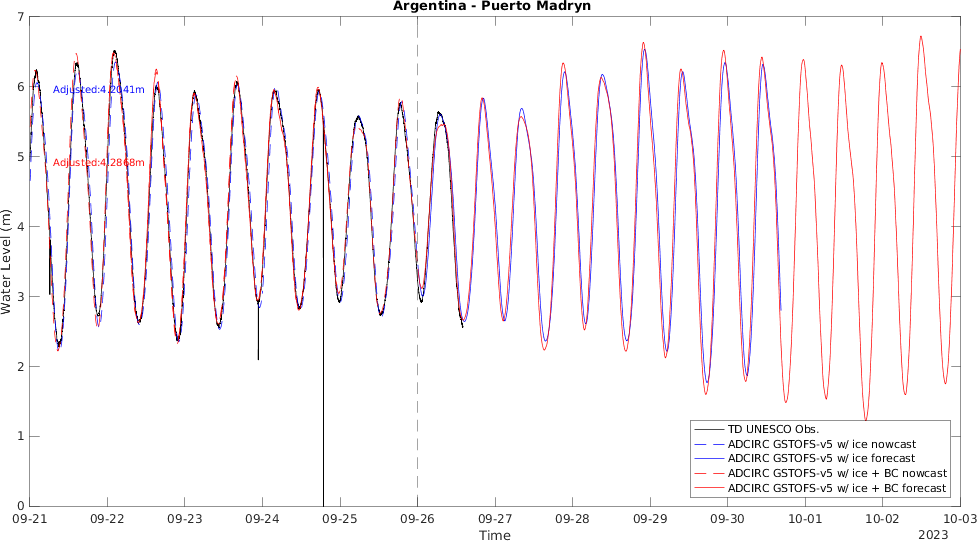 Argentina - Puerto Madryn
7
6
5
4
3
2
1
0
Water Level (m)
Adjusted:4.2041m
Adjusted:4.2868m
TD UNESCO Obs.
ADCIRC GSTOFS-v5 w/ ice nowcast
ADCIRC GSTOFS-v5 w/ ice forecast
ADCIRC GSTOFS-v5 w/ ice + BC nowcast
ADCIRC GSTOFS-v5 w/ ice + BC forecast
09-21 09-22 09-23 09-24 09-25 09-26 09-27 09-28 09-29 09-30 10-01 10-02 10-03
Time
2023